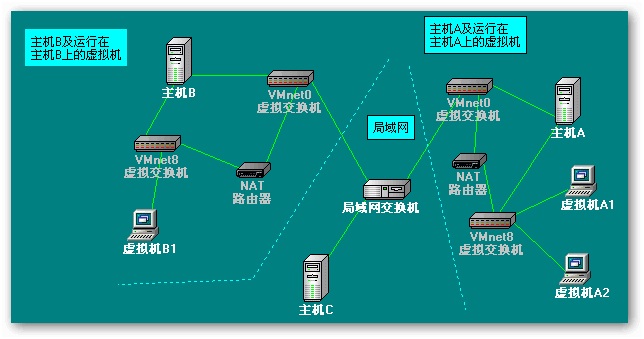 主机B及运行在
主机B上的虚拟机
主机A及运行在
主机A上的虚拟机
主机B
VMnet0
虚拟交换机
VMnet0
虚拟交换机
主机A
局域网
VMnet8
虚拟交换机
NAT
路由器
NAT
路由器
局域网交换机
虚拟机A1
VMnet8
虚拟交换机
虚拟机B1
虚拟机A2
主机C